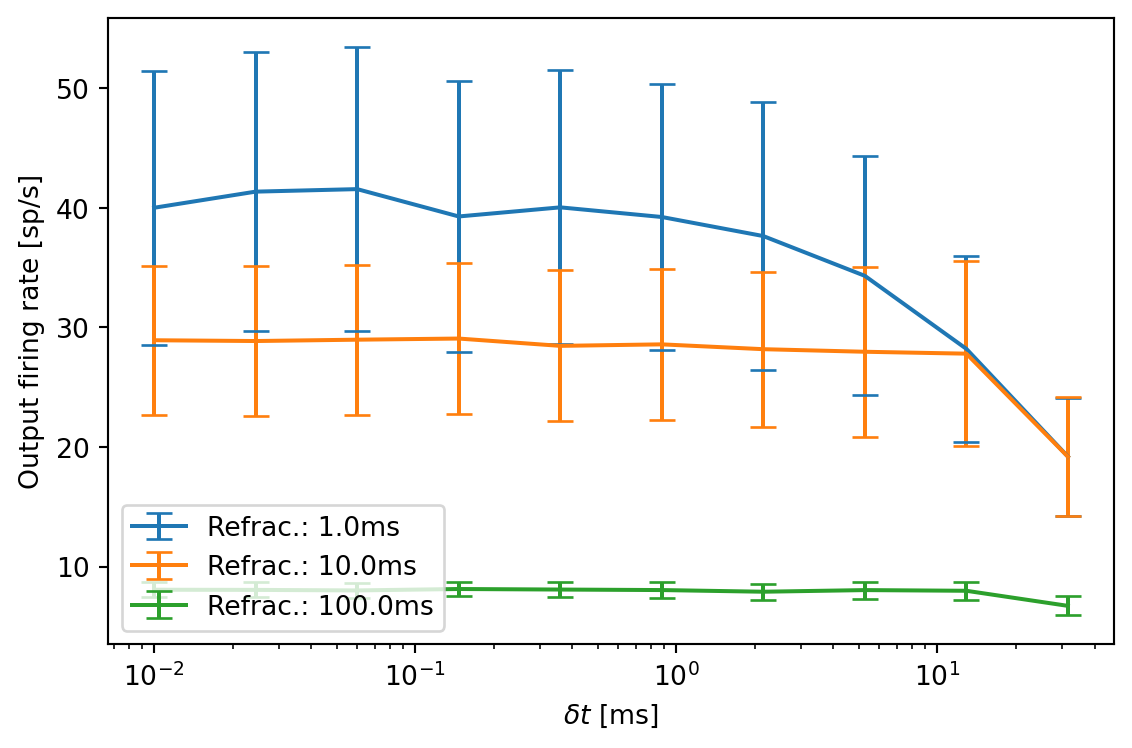 50
40
30
20
10
Output firing rate [sp/s]
Refrac.: 1.0ms
Refrac.: 10.0ms
Refrac.: 100.0ms
10⁻² 10⁻¹ 10⁰ 10¹
δt [ms]